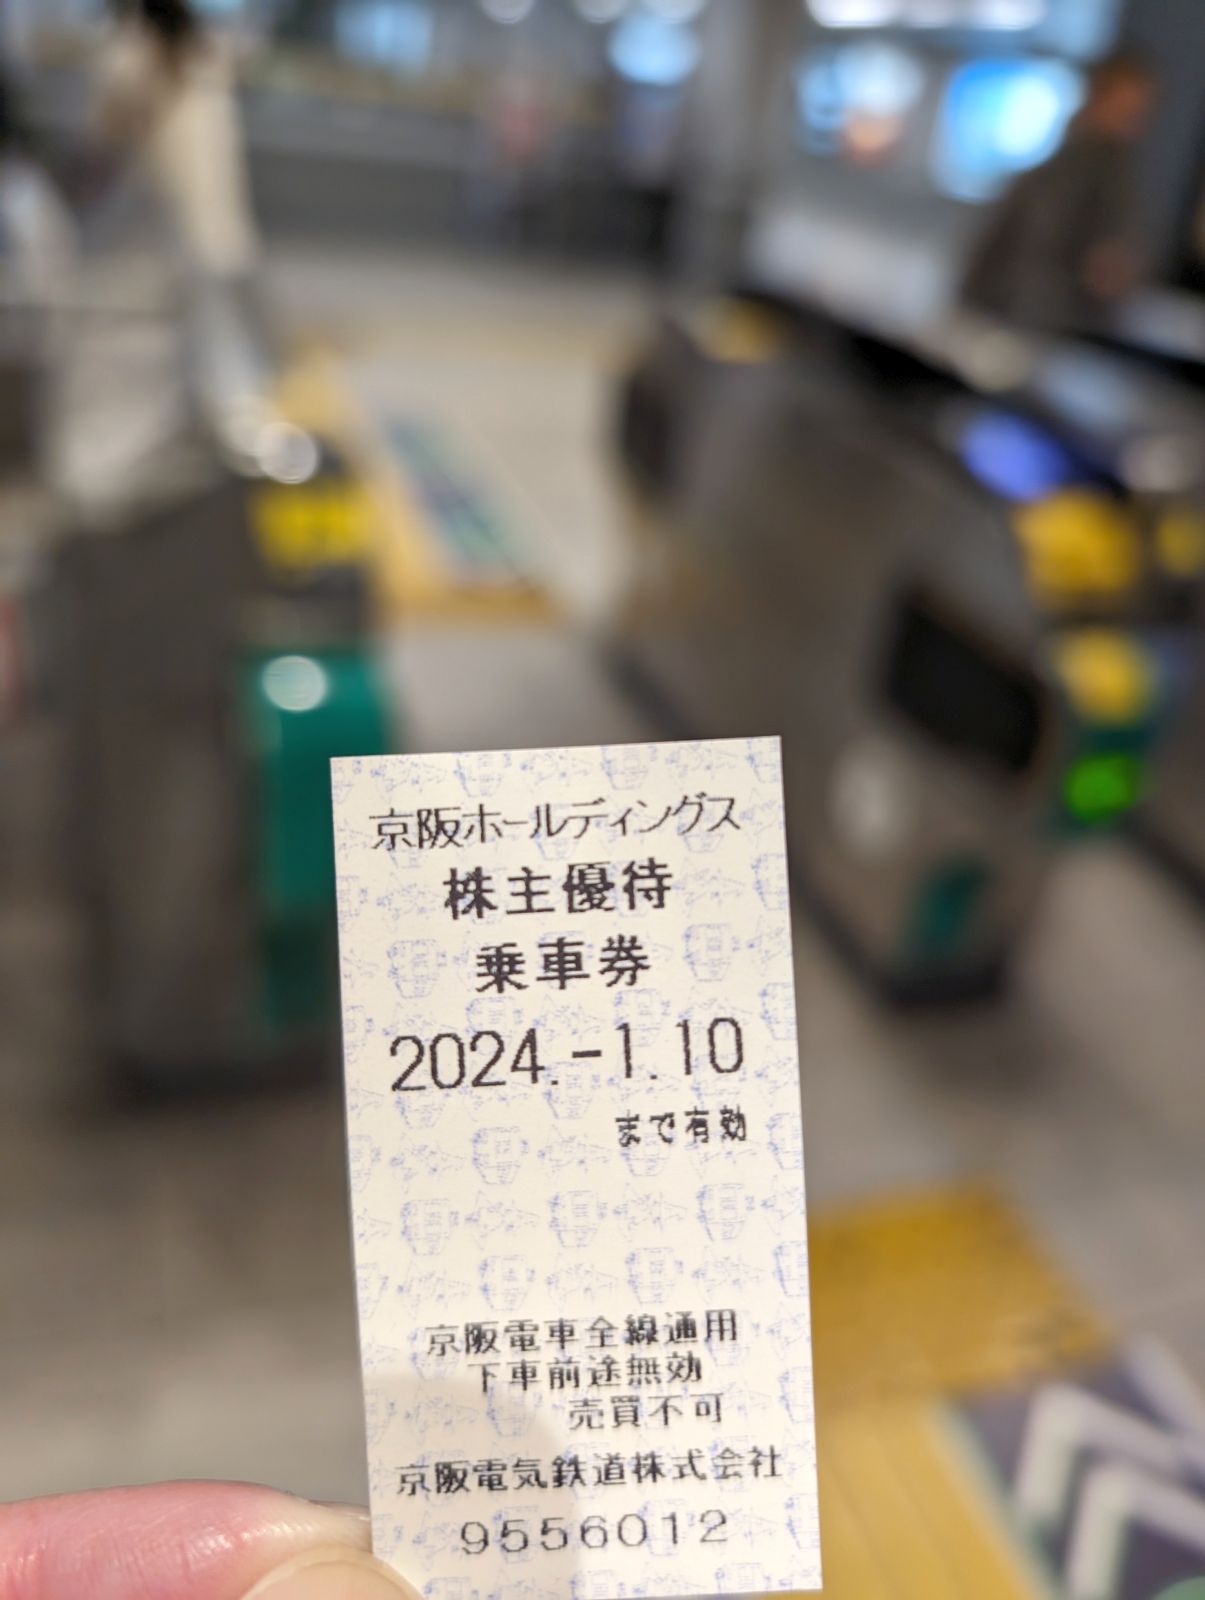 京阪ホールディングス
株主優待
乗車券
2024.-1.10
まで有効
京阪電車全線通用
下車前途無効
売買不可
京阪電気鉄道株式会社
9556012